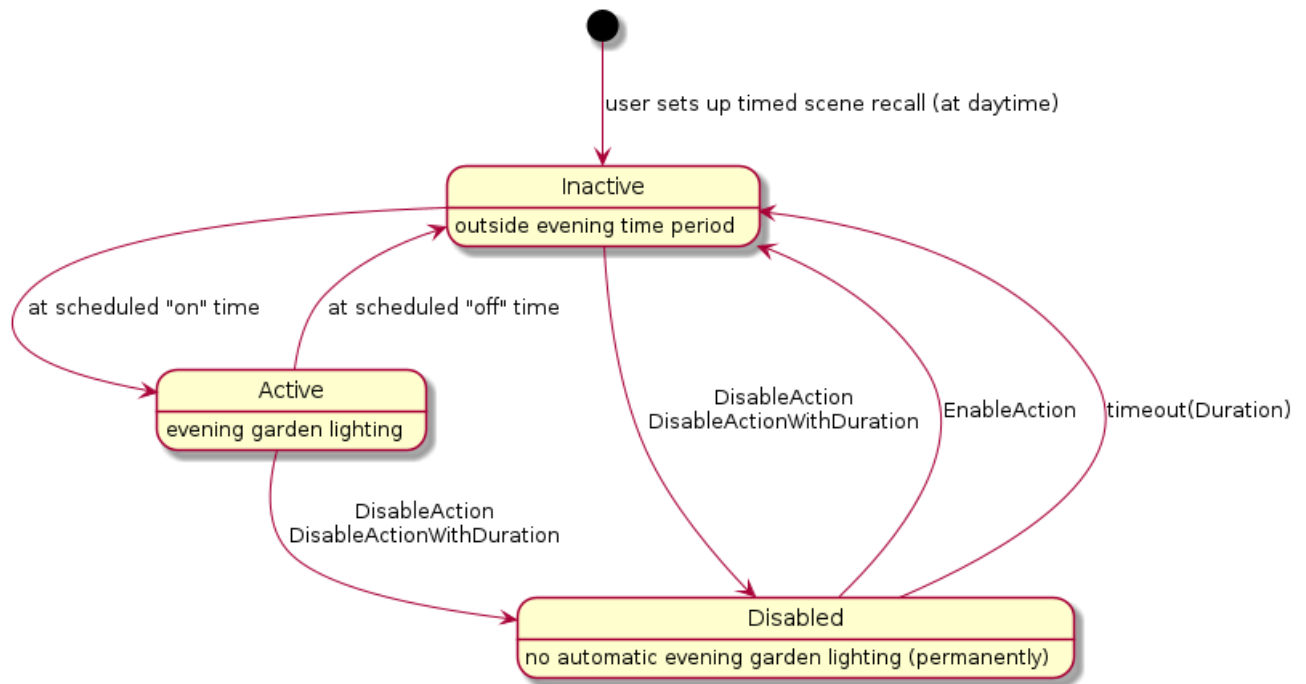 user sets up timed scene recall (at daytime)
Inactive
outside evening time period
at scheduled "on" time
at scheduled "off" time
Active
evening garden lighting
DisableAction
DisableActionWithDuration
EnableAction
timeout(Duration)
DisableAction
DisableActionWithDuration
Disabled
no automatic evening garden lighting (permanently)